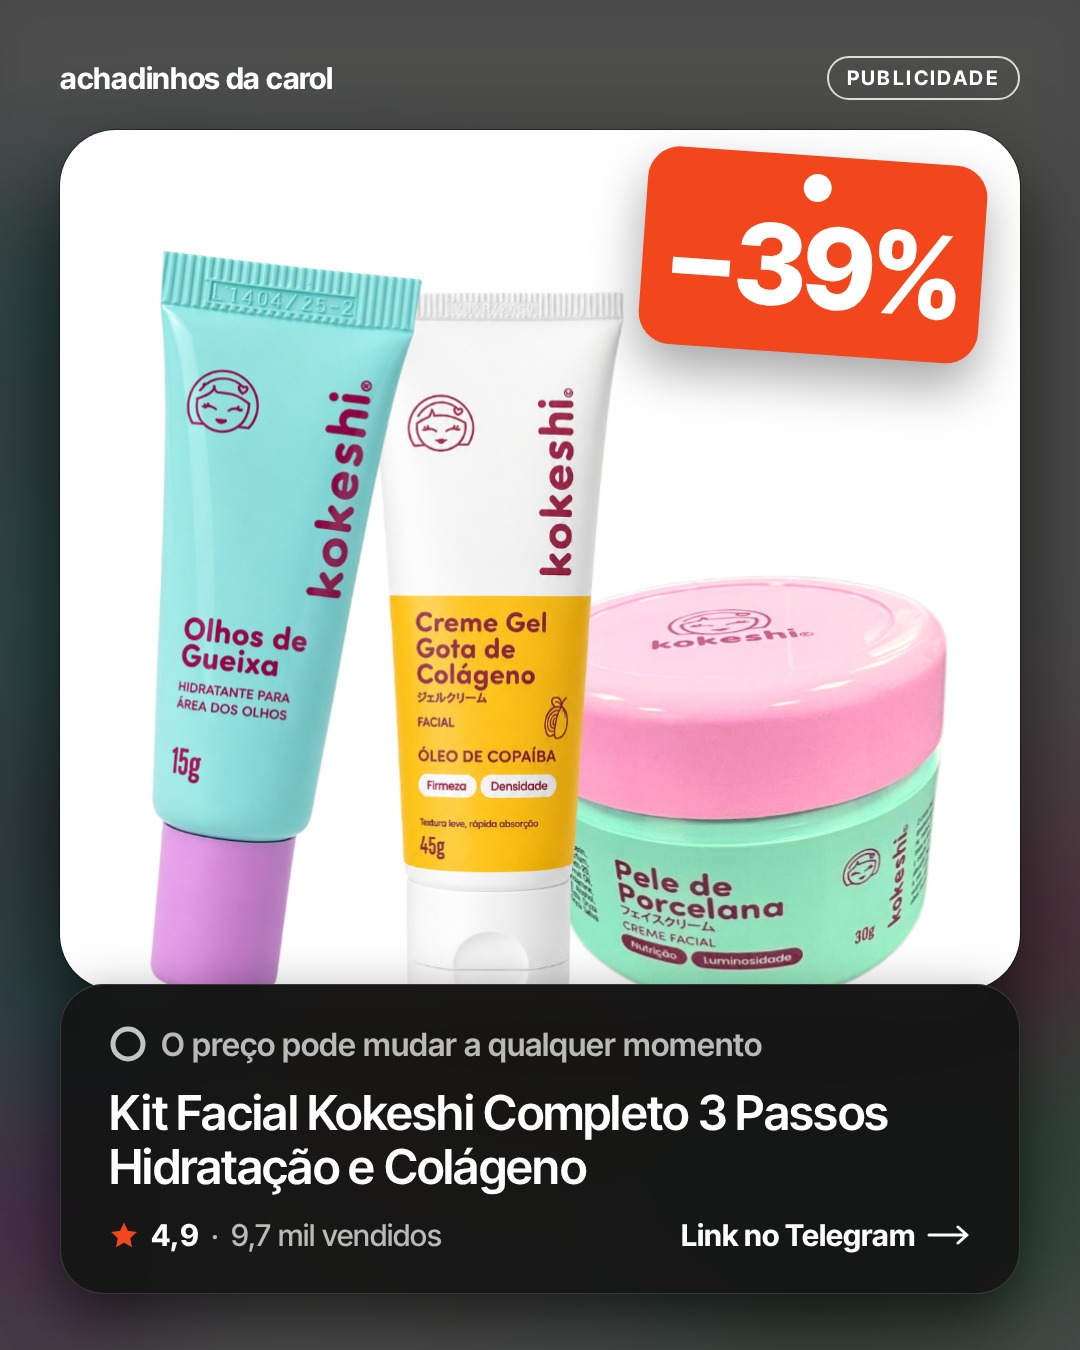 achadinhos da carol
PUBLICIDADE
-39%
L1404/25-2
kokeshi®
Olhos de
Gueixa
HIDRATANTE PARA
ÁREA DOS OLHOS
15g
kokeshi®
Creme Gel
Gota de
Colágeno
ジェルクリーム
FACIAL
ÓLEO DE COPAÍBA
Firmeza Densidade
Textura leve, rápida absorção
45g
kokeshi®
Pele de
Porcelana
フェイスクリーム
CREME FACIAL
Nutrição Luminosidade
30g
kokeshi®
O preço pode mudar a qualquer momento
Kit Facial Kokeshi Completo 3 Passos
Hidratação e Colágeno
4,9 · 9,7 mil vendidos
Link no Telegram →